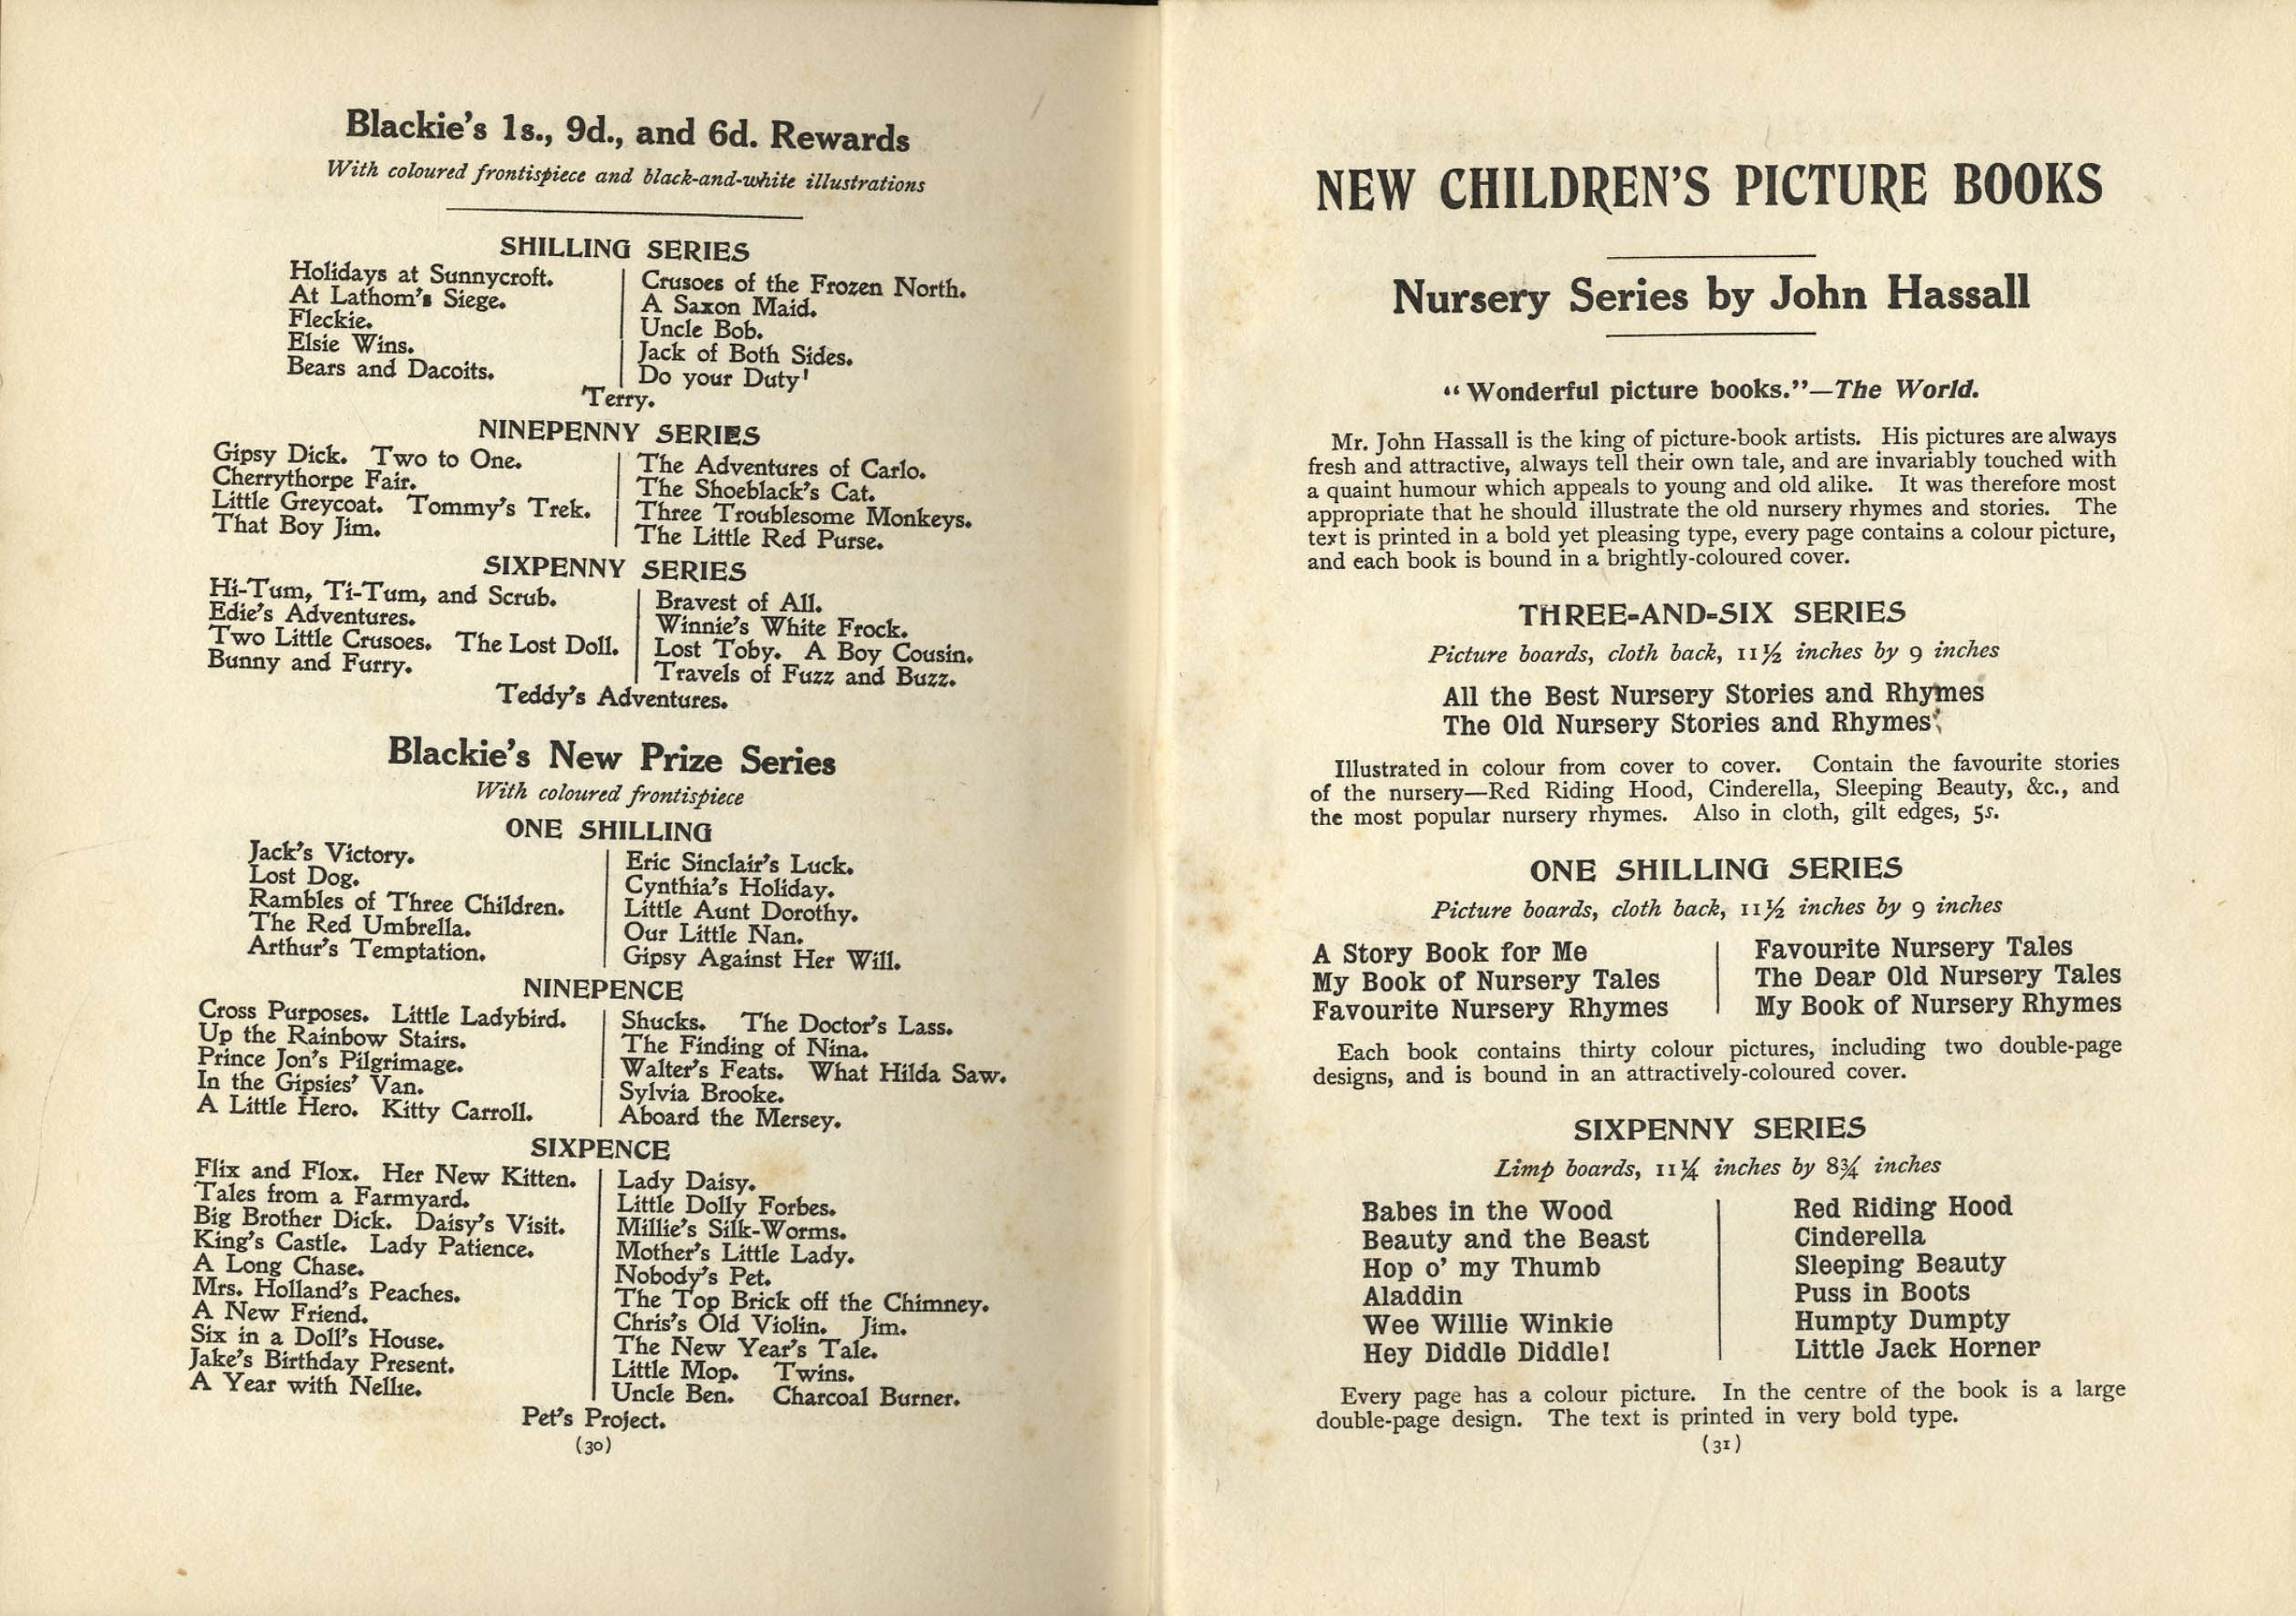 Blackie's 1s., 9d., and 6d. Rewards
With coloured frontispiece and black-and-white illustrations
SHILLING SERIES
Holidays at Sunnycroft.
At Lathom's Siege.
Fleckie.
Elsie Wins.
Bears and Dacoits.
Crusoes of the Frozen North.
A Saxon Maid.
Uncle Bob.
Jack of Both Sides.
Do your Duty!
Terry.
NINEPENNY SERIES
Gipsy Dick. Two to One.
Cherrythorpe Fair.
Little Greycoat. Tommy's Trek.
That Boy Jim.
The Adventures of Carlo.
The Shoeblack's Cat.
Three Troublesome Monkeys.
The Little Red Purse.
SIXPENNY SERIES
Hi-Tum, Ti-Tum, and Scrub.
Edie's Adventures.
Two Little Crusoes. The Lost Doll.
Bunny and Furry.
Bravest of All.
Winnie's White Frock.
Lost Toby. A Boy Cousin.
Travels of Fuzz and Buzz.
Teddy's Adventures.
Blackie's New Prize Series
With coloured frontispiece
ONE SHILLING
Jack's Victory.
Lost Dog.
Rambles of Three Children.
The Red Umbrella.
Arthur's Temptation.
Eric Sinclair's Luck.
Cynthia's Holiday.
Little Aunt Dorothy.
Our Little Nan.
Gipsy Against Her Will.
NINEPENCE
Cross Purposes. Little Ladybird.
Up the Rainbow Stairs.
Prince Jon's Pilgrimage.
In the Gipsies' Van.
A Little Hero. Kitty Carroll.
Shucks. The Doctor's Lass.
The Finding of Nina.
Walter's Feats. What Hilda Saw.
Sylvia Brooke.
Aboard the Mersey.
SIXPENCE
Flix and Flox. Her New Kitten.
Tales from a Farmyard.
Big Brother Dick. Daisy's Visit.
King's Castle. Lady Patience.
A Long Chase.
Mrs. Holland's Peaches.
A New Friend.
Six in a Doll's House.
Jake's Birthday Present.
A Year with Nellie.
Lady Daisy.
Little Dolly Forbes.
Millie's Silk-Worms.
Mother's Little Lady.
Nobody's Pet.
The Top Brick off the Chimney.
Chris's Old Violin. Jim.
The New Year's Tale.
Little Mop. Twins.
Uncle Ben. Charcoal Burner.
Pet's Project.
(30)
NEW CHILDREN'S PICTURE BOOKS
Nursery Series by John Hassall
"Wonderful picture books."—The World.
Mr. John Hassall is the king of picture-book artists. His pictures are always
fresh and attractive, always tell their own tale, and are invariably touched with
a quaint humour which appeals to young and old alike. It was therefore most
appropriate that he should illustrate the old nursery rhymes and stories. The
text is printed in a bold yet pleasing type, every page contains a colour picture,
and each book is bound in a brightly-coloured cover.
THREE-AND-SIX SERIES
Picture boards, cloth back, 11½ inches by 9 inches
All the Best Nursery Stories and Rhymes
The Old Nursery Stories and Rhymes
Illustrated in colour from cover to cover. Contain the favourite stories
of the nursery—Red Riding Hood, Cinderella, Sleeping Beauty, &c., and
the most popular nursery rhymes. Also in cloth, gilt edges, 5s.
ONE SHILLING SERIES
Picture boards, cloth back, 11½ inches by 9 inches
A Story Book for Me
My Book of Nursery Tales
Favourite Nursery Rhymes
Favourite Nursery Tales
The Dear Old Nursery Tales
My Book of Nursery Rhymes
Each book contains thirty colour pictures, including two double-page
designs, and is bound in an attractively-coloured cover.
SIXPENNY SERIES
Limp boards, 11¼ inches by 8¾ inches
Babes in the Wood
Beauty and the Beast
Hop o' my Thumb
Aladdin
Wee Willie Winkie
Hey Diddle Diddle!
Red Riding Hood
Cinderella
Sleeping Beauty
Puss in Boots
Humpty Dumpty
Little Jack Horner
Every page has a colour picture. In the centre of the book is a large
double-page design. The text is printed in very bold type.
(31)